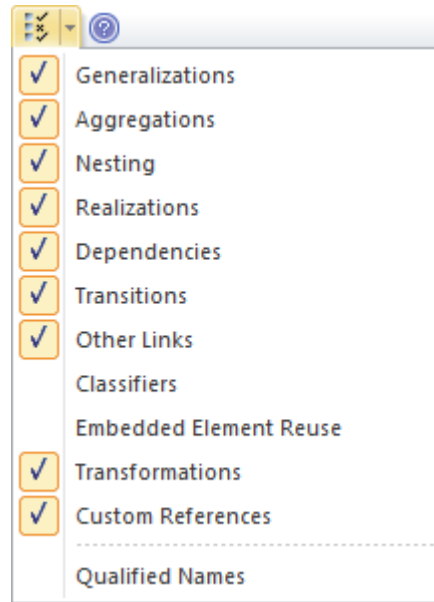 Generalizations
Aggregations
Nesting
Realizations
Dependencies
Transitions
Other Links
Classifiers
Embedded Element Reuse
Transformations
Custom References
Qualified Names